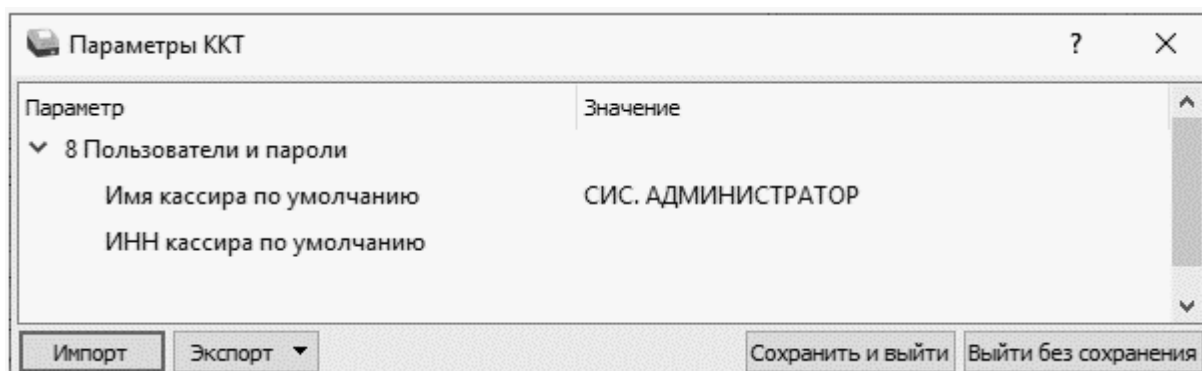 Параметры ККТ ?
Параметр Значение
8 Пользователи и пароли
Имя кассира по умолчанию СИС. АДМИНИСТРАТОР
ИНН кассира по умолчанию
Импорт Экспорт Сохранить и выйти Выйти без сохранения